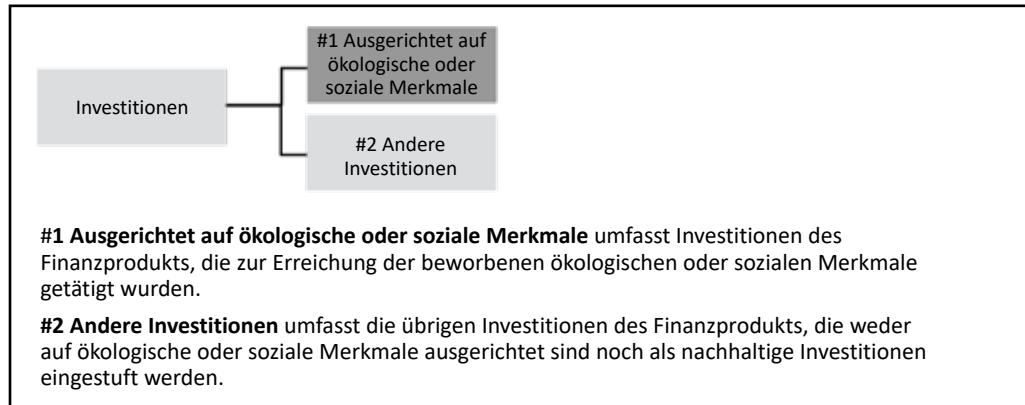 #1 Ausgerichtet auf
ökologische oder
soziale Merkmale
Investitionen
#2 Andere
Investitionen
#1 Ausgerichtet auf ökologische oder soziale Merkmale umfasst Investitionen des
Finanzprodukts, die zur Erreichung der beworbenen ökologischen oder sozialen Merkmale
getätigt wurden.
#2 Andere Investitionen umfasst die übrigen Investitionen des Finanzprodukts, die weder
auf ökologische oder soziale Merkmale ausgerichtet sind noch als nachhaltige Investitionen
eingestuft werden.